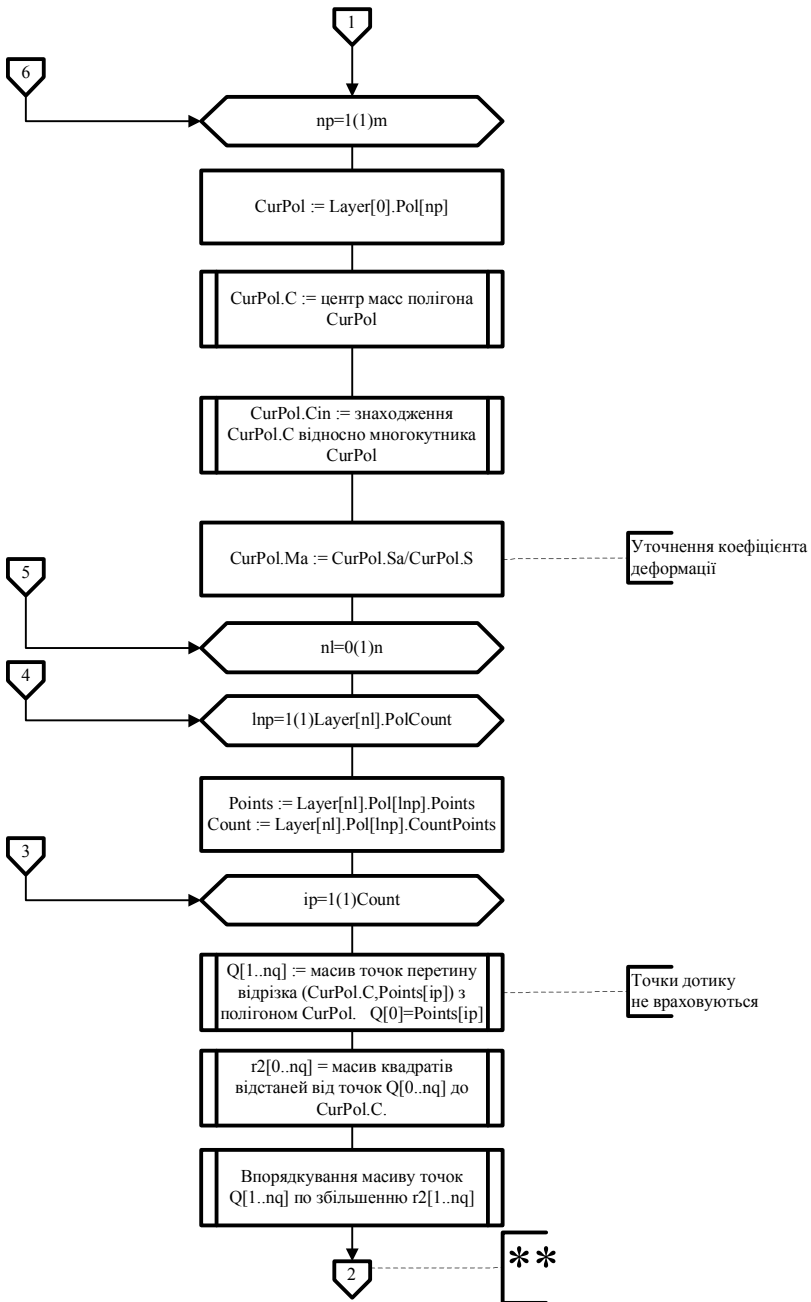 1
6
np=1(1)m
CurPol := Layer[0].Pol[np]
CurPol.C := центр масс полігона
CurPol
CurPol.Cin := знаходження
CurPol.C відносно многокутника
CurPol
CurPol.Ma := CurPol.Sa/CurPol.S
Уточнення коефіцієнта
деформації
5
nl=0(1)n
4
lnp=1(1)Layer[nl].PolCount
Points := Layer[nl].Pol[lnp].Points
Count := Layer[nl].Pol[lnp].CountPoints
3
ip=1(1)Count
Q[1..nq] := масив точок перетину
відрізка (CurPol.C,Points[ip]) з
полігоном CurPol. Q[0]=Points[ip]
Точки дотику
не враховуються
r2[0..nq] = масив квадратів
відстаней від точок Q[0..nq] до
CurPol.C.
Впорядкування масиву точок
Q[1..nq] по збільшенню r2[1..nq]
**
2